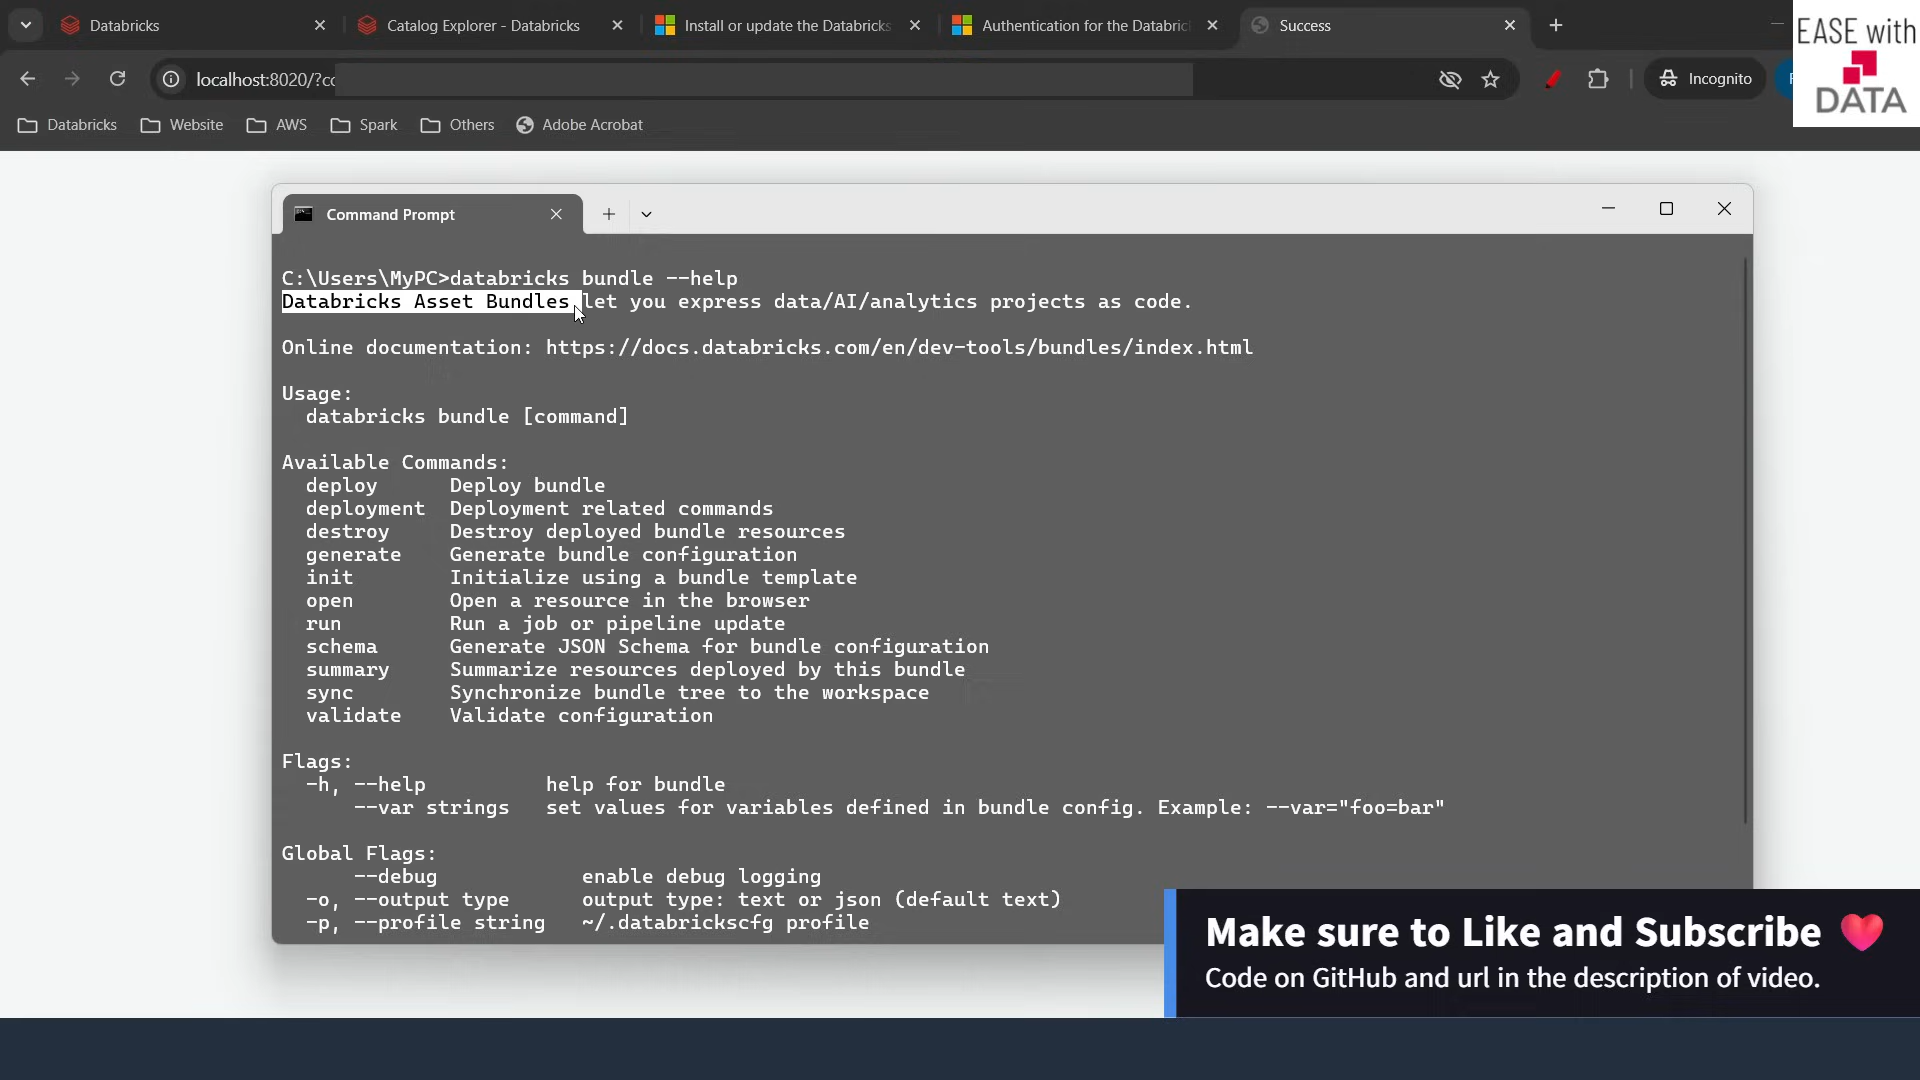 Databricks
Catalog Explorer - Databricks
Install or update the Databricks
Authentication for the Databric
Success
localhost:8020/?co
Incognito
EASE with
DATA
Databricks
Website
AWS
Spark
Others
Adobe Acrobat
Command Prompt
C:\Users\MyPC>databricks bundle --help
Databricks Asset Bundles let you express data/AI/analytics projects as code.
Online documentation: https://docs.databricks.com/en/dev-tools/bundles/index.html
Usage:
databricks bundle [command]
Available Commands:
deploy Deploy bundle
deployment Deployment related commands
destroy Destroy deployed bundle resources
generate Generate bundle configuration
init Initialize using a bundle template
open Open a resource in the browser
run Run a job or pipeline update
schema Generate JSON Schema for bundle configuration
summary Summarize resources deployed by this bundle
sync Synchronize bundle tree to the workspace
validate Validate configuration
Flags:
-h, --help help for bundle
--var strings set values for variables defined in bundle config. Example: --var="foo=bar"
Global Flags:
--debug enable debug logging
-o, --output type output type: text or json (default text)
-p, --profile string ~/.databrickscfg profile
Make sure to Like and Subscribe ❤
Code on GitHub and url in the description of video.